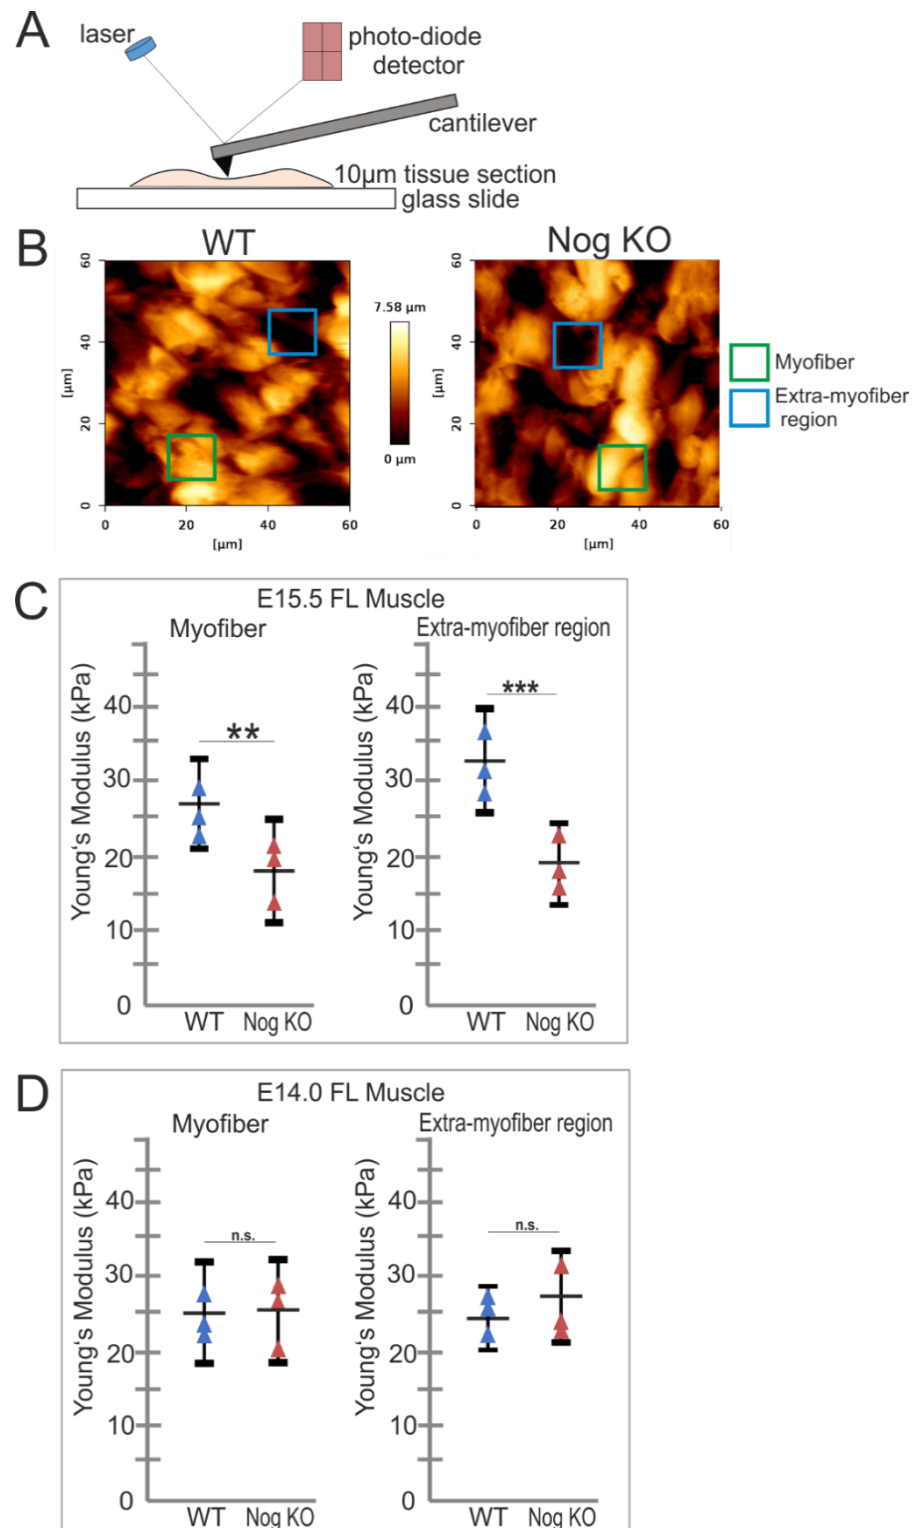 A
laser
photo-diode
detector
cantilever
10µm tissue section
glass slide
B
WT
Nog KO
60
40
20
0
[µm]
0
20
40
60
[µm]
7.58 µm
0 µm
60
40
20
0
[µm]
0
20
40
60
[µm]
Myofiber
Extra-myofiber
region
C
E15.5 FL Muscle
Myofiber
Extra-myofiber region
Young's Modulus (kPa)
40
30
20
10
0
**
WT
Nog KO
Young's Modulus (kPa)
40
30
20
10
0
***
WT
Nog KO
D
E14.0 FL Muscle
Myofiber
Extra-myofiber region
Young's Modulus (kPa)
40
30
20
10
0
n.s.
WT
Nog KO
Young's Modulus (kPa)
40
30
20
10
0
n.s.
WT
Nog KO